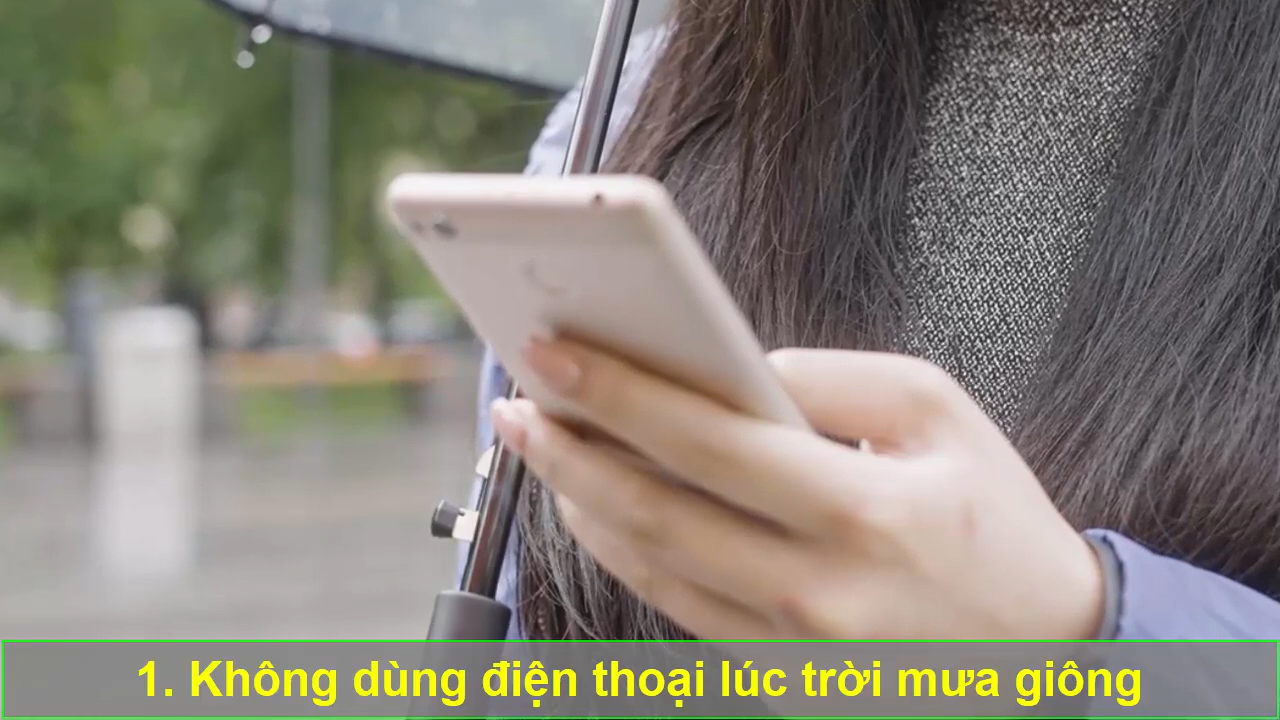 1. Không dùng điện thoại lúc trời mưa giông